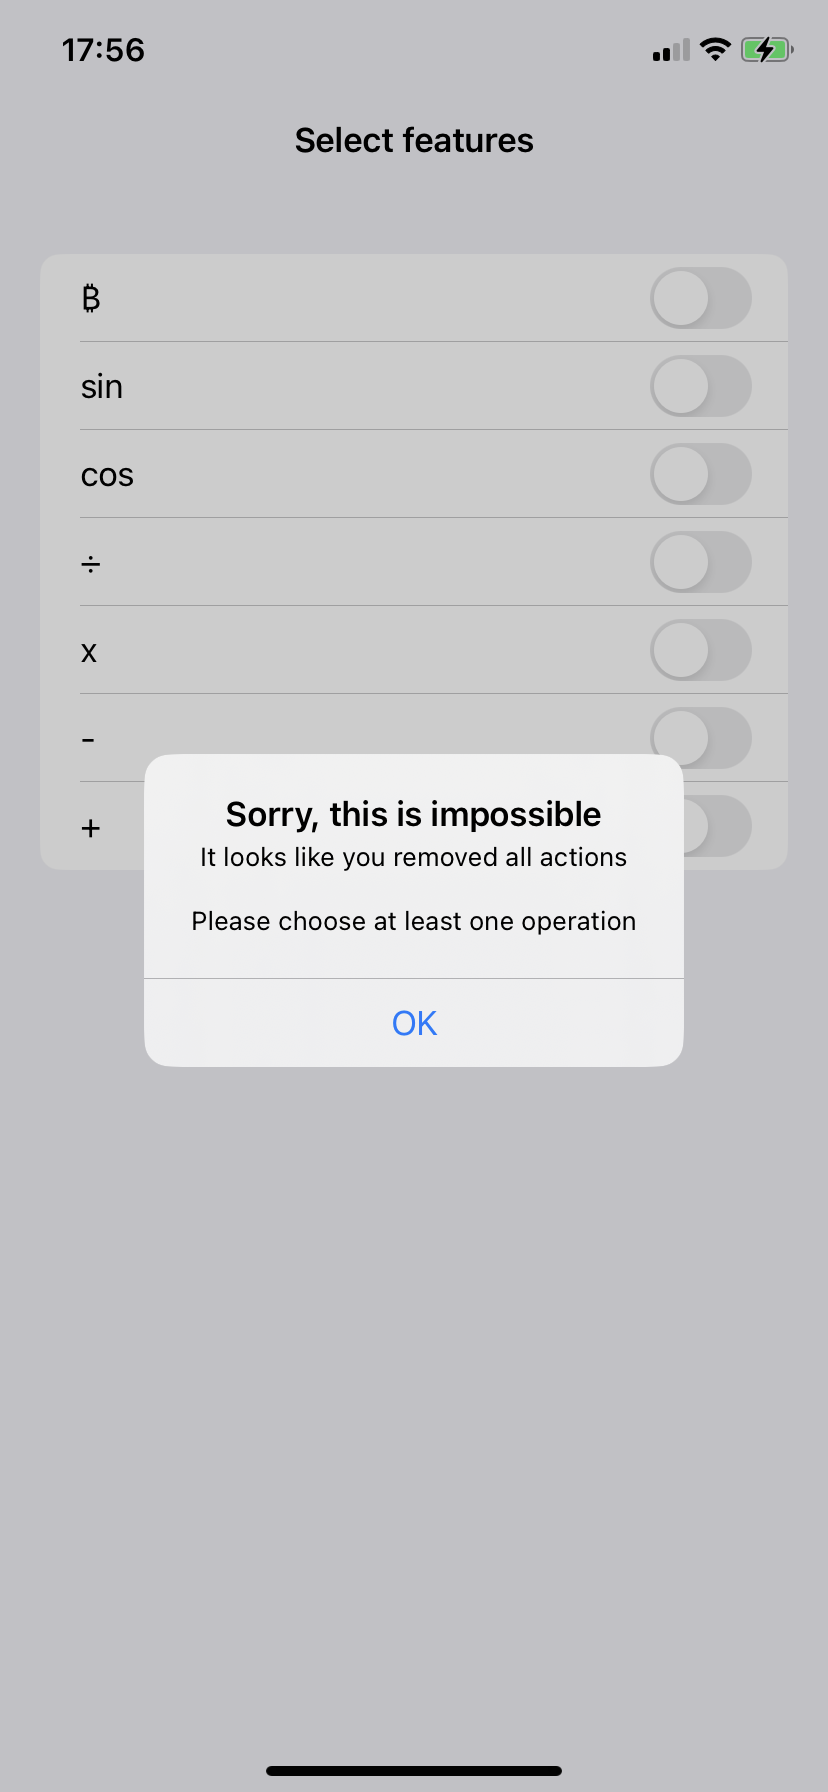 17:56
Select features
₿
sin
cos
÷
x
-
+
Sorry, this is impossible
It looks like you removed all actions
Please choose at least one operation
OK